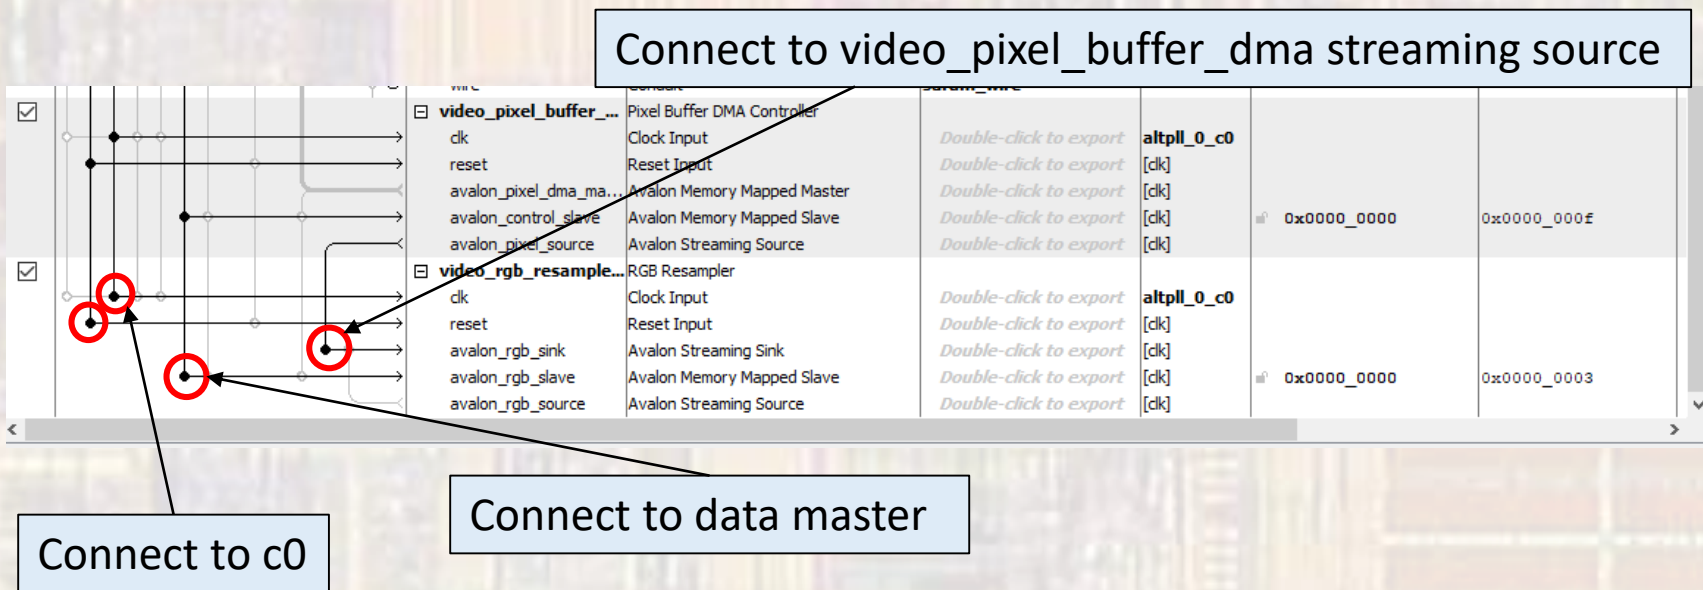 Connect to video_pixel_buffer_dma streaming source
video_pixel_buffer_... Pixel Buffer DMA Controller
clk Clock Input Double-click to export altpll_0_c0
reset Reset Input Double-click to export [clk]
avalon_pixel_dma_ma... Avalon Memory Mapped Master Double-click to export [clk]
avalon_control_slave Avalon Memory Mapped Slave Double-click to export [clk] 0x0000_0000 0x0000_000f
avalon_pixel_source Avalon Streaming Source Double-click to export [clk]
video_rgb_resample... RGB Resampler
clk Clock Input Double-click to export altpll_0_c0
reset Reset Input Double-click to export [clk]
avalon_rgb_sink Avalon Streaming Sink Double-click to export [clk]
avalon_rgb_slave Avalon Memory Mapped Slave Double-click to export [clk] 0x0000_0000 0x0000_0003
avalon_rgb_source Avalon Streaming Source Double-click to export [clk]
Connect to data master
Connect to c0